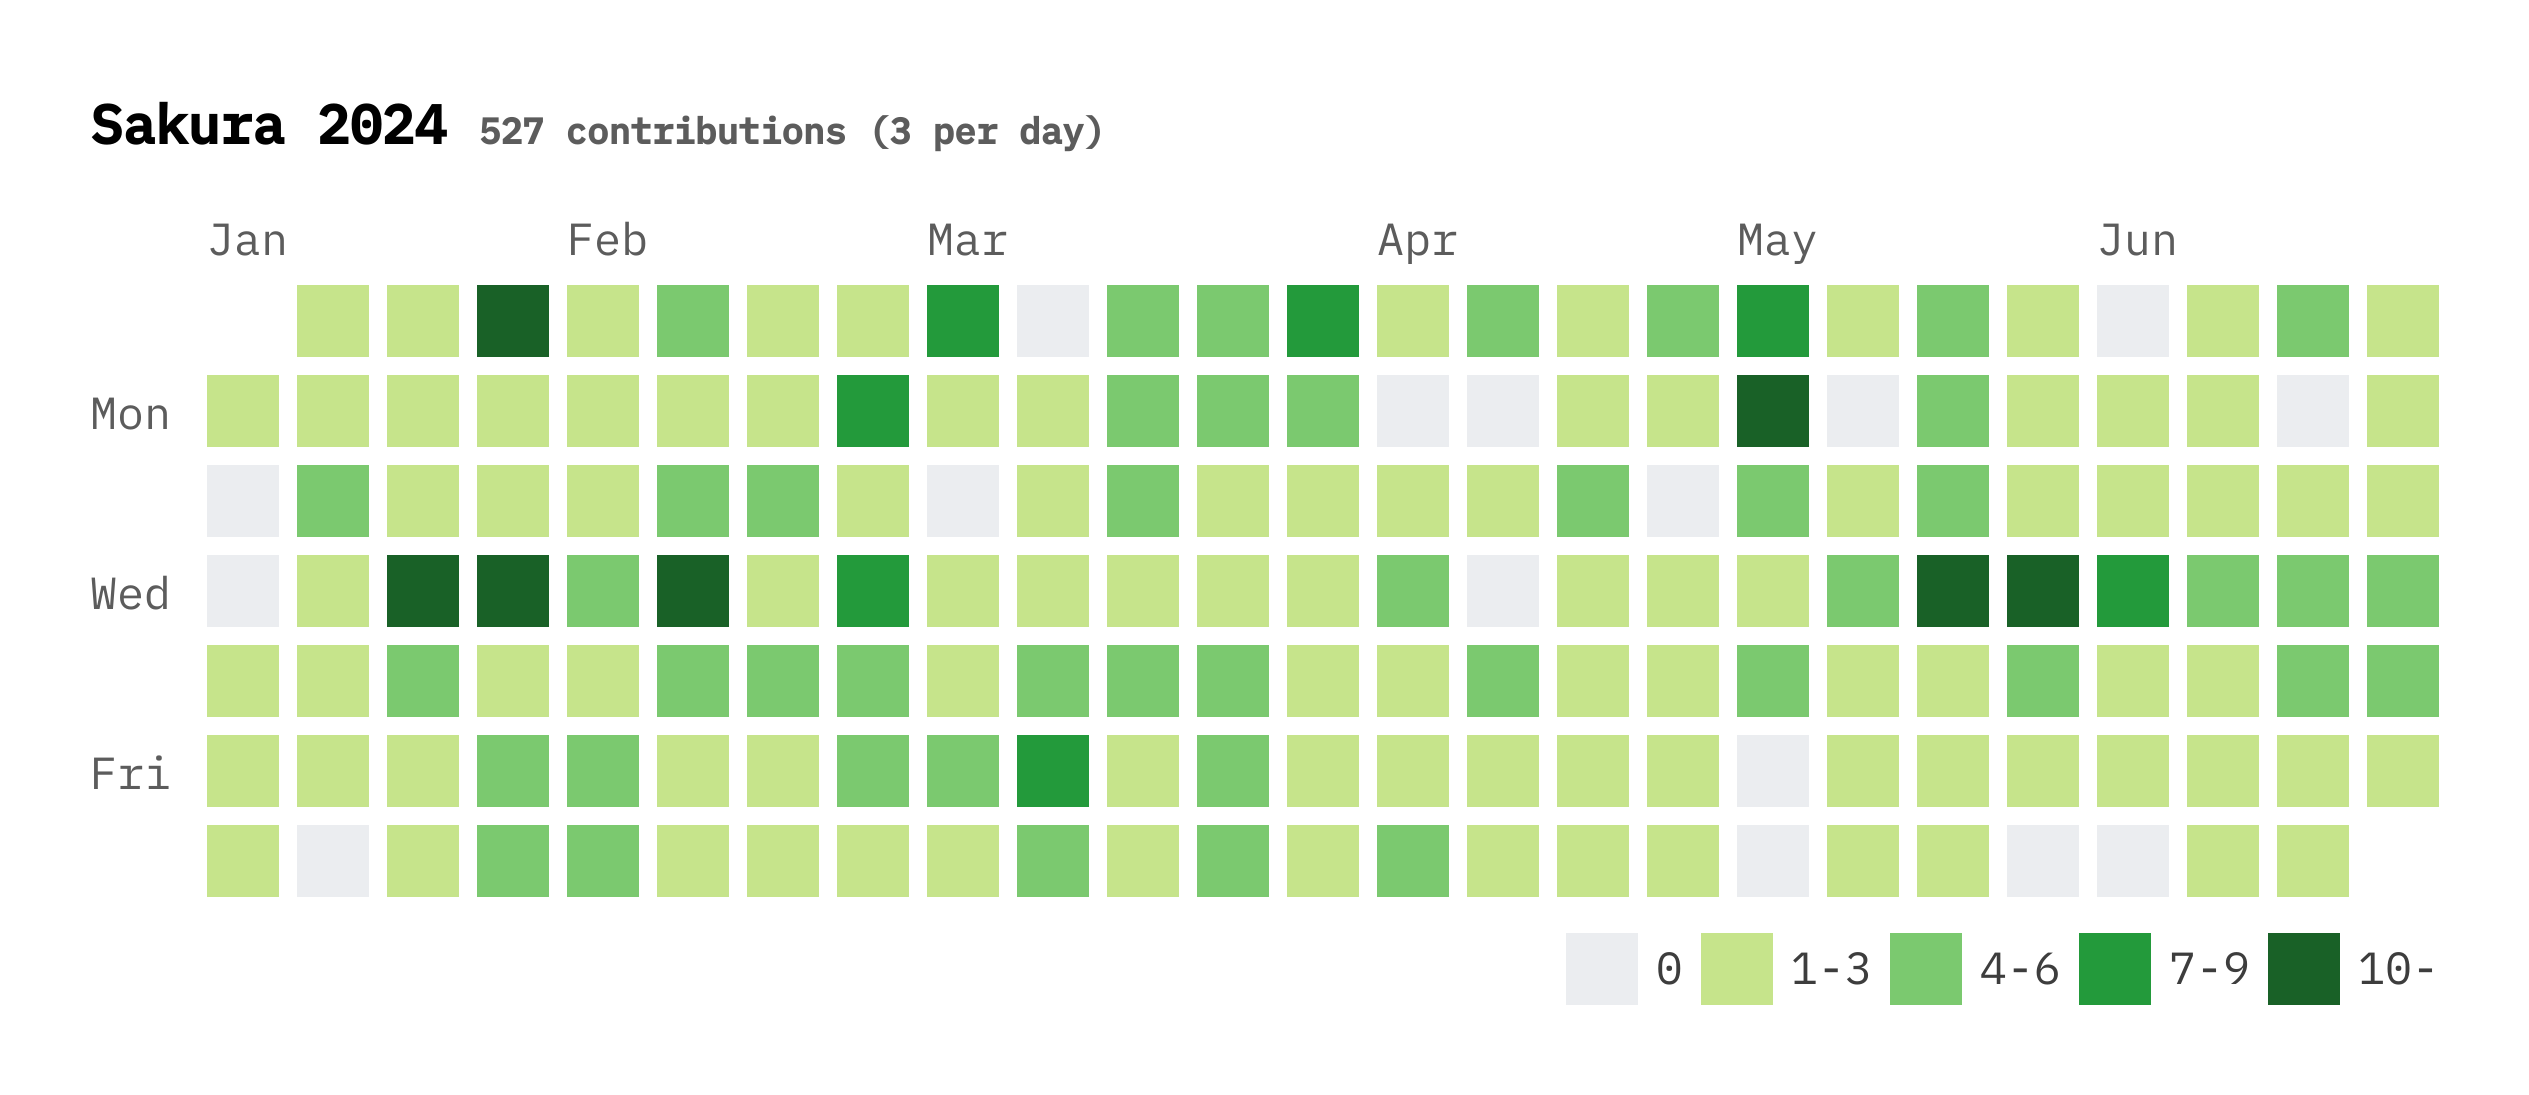 Sakura 2024 527 contributions (3 per day)
Jan Feb Mar Apr May Jun
Mon
Wed
Fri
0 1-3 4-6 7-9 10-